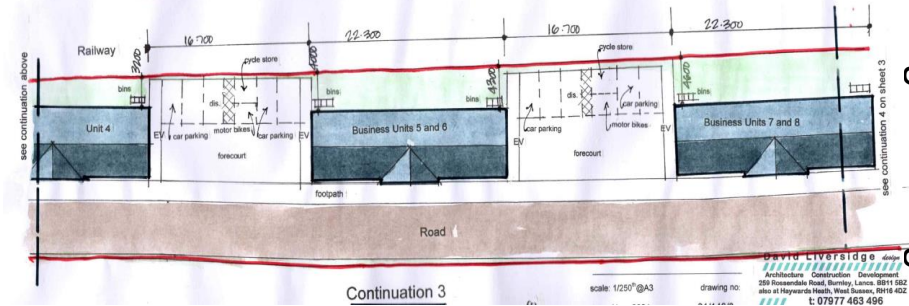 16.700
22.300
16.700
22.300
Railway
see continuation above
3200
cycle store
4000
4300
cycle store
4600
see continuation 4 on sheet 3
bins
bins
bins
bins
dis.
dis.
Unit 4
EV
car parking
motor bikes
car parking
EV
Business Units 5 and 6
EV
car parking
motor bikes
car parking
EV
Business Units 7 and 8
forecourt
forecourt
footpath
Road
Continuation 3
scale: 1/250th@A3
drawing no:
David Liversidge design
Architecture Construction Development
259 Rossendale Road, Burnley, Lancs. BB11 5BZ
also at Haywards Heath, West Sussex, RH16 4DZ
t: 07977 463 496